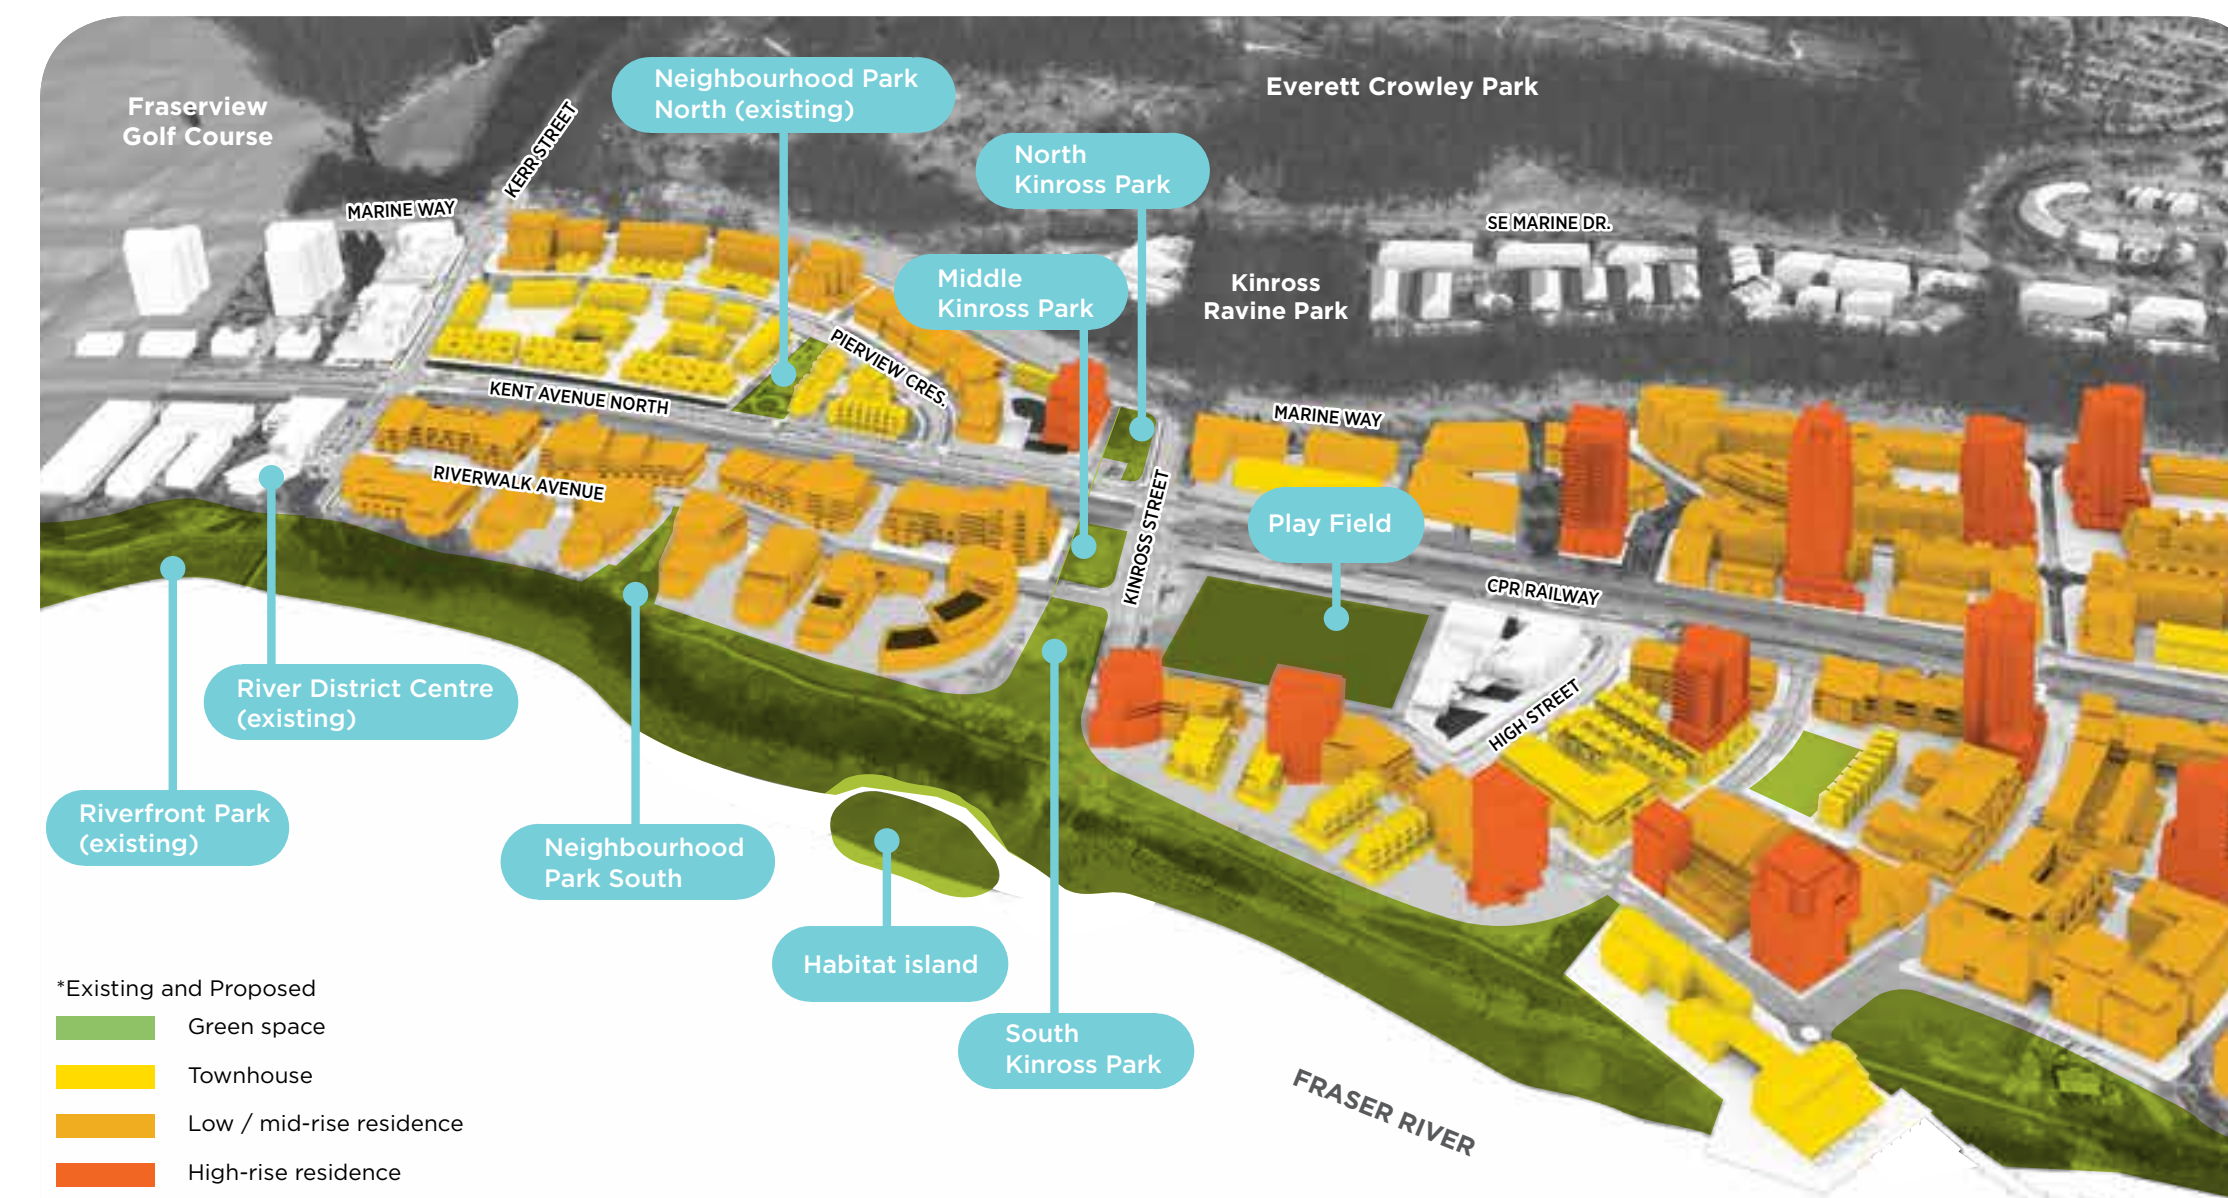 Fraserview
Golf Course
KERR STREET
Neighbourhood Park
North (existing)
Everett Crowley Park
North
Kinross Park
MARINE WAY
SE MARINE DR.
Middle
Kinross Park
Kinross
Ravine Park
PIERVIEW CRES.
KENT AVENUE NORTH
MARINE WAY
RIVERWALK AVENUE
KINROSS STREET
Play Field
CPR RAILWAY
River District Centre
(existing)
HIGH STREET
Riverfront Park
(existing)
Neighbourhood
Park South
Habitat island
South
Kinross Park
FRASER RIVER
*Existing and Proposed
Green space
Townhouse
Low / mid-rise residence
High-rise residence